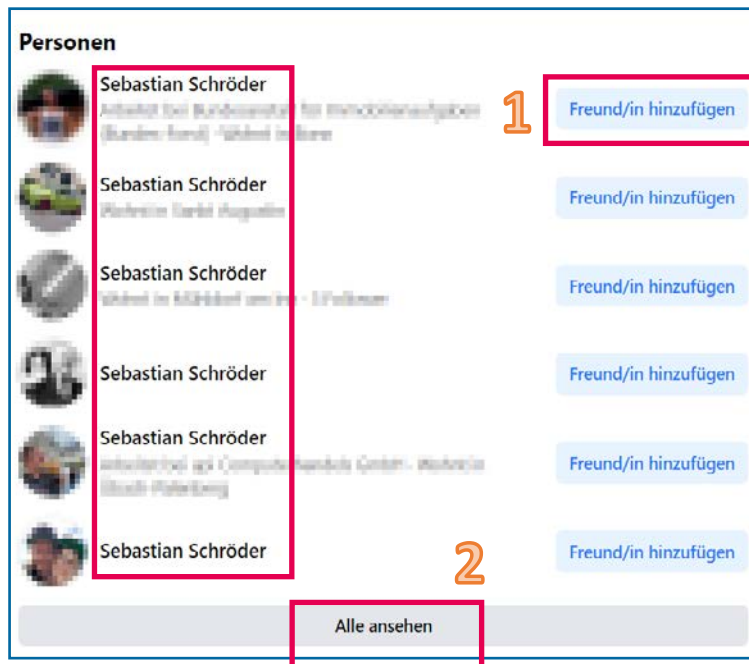 Personen
Sebastian Schröder
1
Freund/in hinzufügen
Sebastian Schröder
Freund/in hinzufügen
Sebastian Schröder
Freund/in hinzufügen
Sebastian Schröder
Freund/in hinzufügen
Sebastian Schröder
Freund/in hinzufügen
Sebastian Schröder
2
Freund/in hinzufügen
Alle ansehen